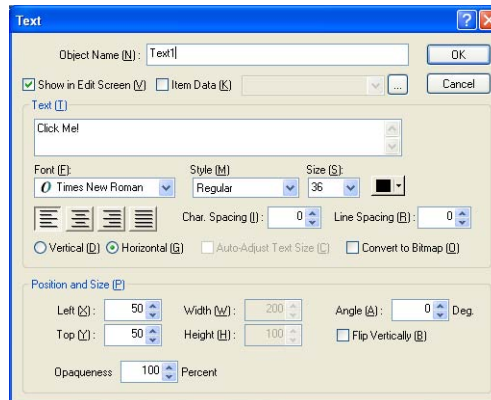 Text
Object Name (N) : Text1 OK
Show in Edit Screen (V) Item Data (K) ... Cancel
Text (T)
Click Me!
Font (F): Style (M) Size (S):
O Times New Roman Regular 36
Char. Spacing (I) : 0 Line Spacing (R) : 0
Vertical (D) Horizontal (G) Auto-Adjust Text Size (C) Convert to Bitmap (O)
Position and Size (P)
Left (X) : 50 Width (W) : 200 Angle (A) : 0 Deg.
Top (Y) : 50 Height (H) : 100 Flip Vertically (B)
Opaqueness 100 Percent